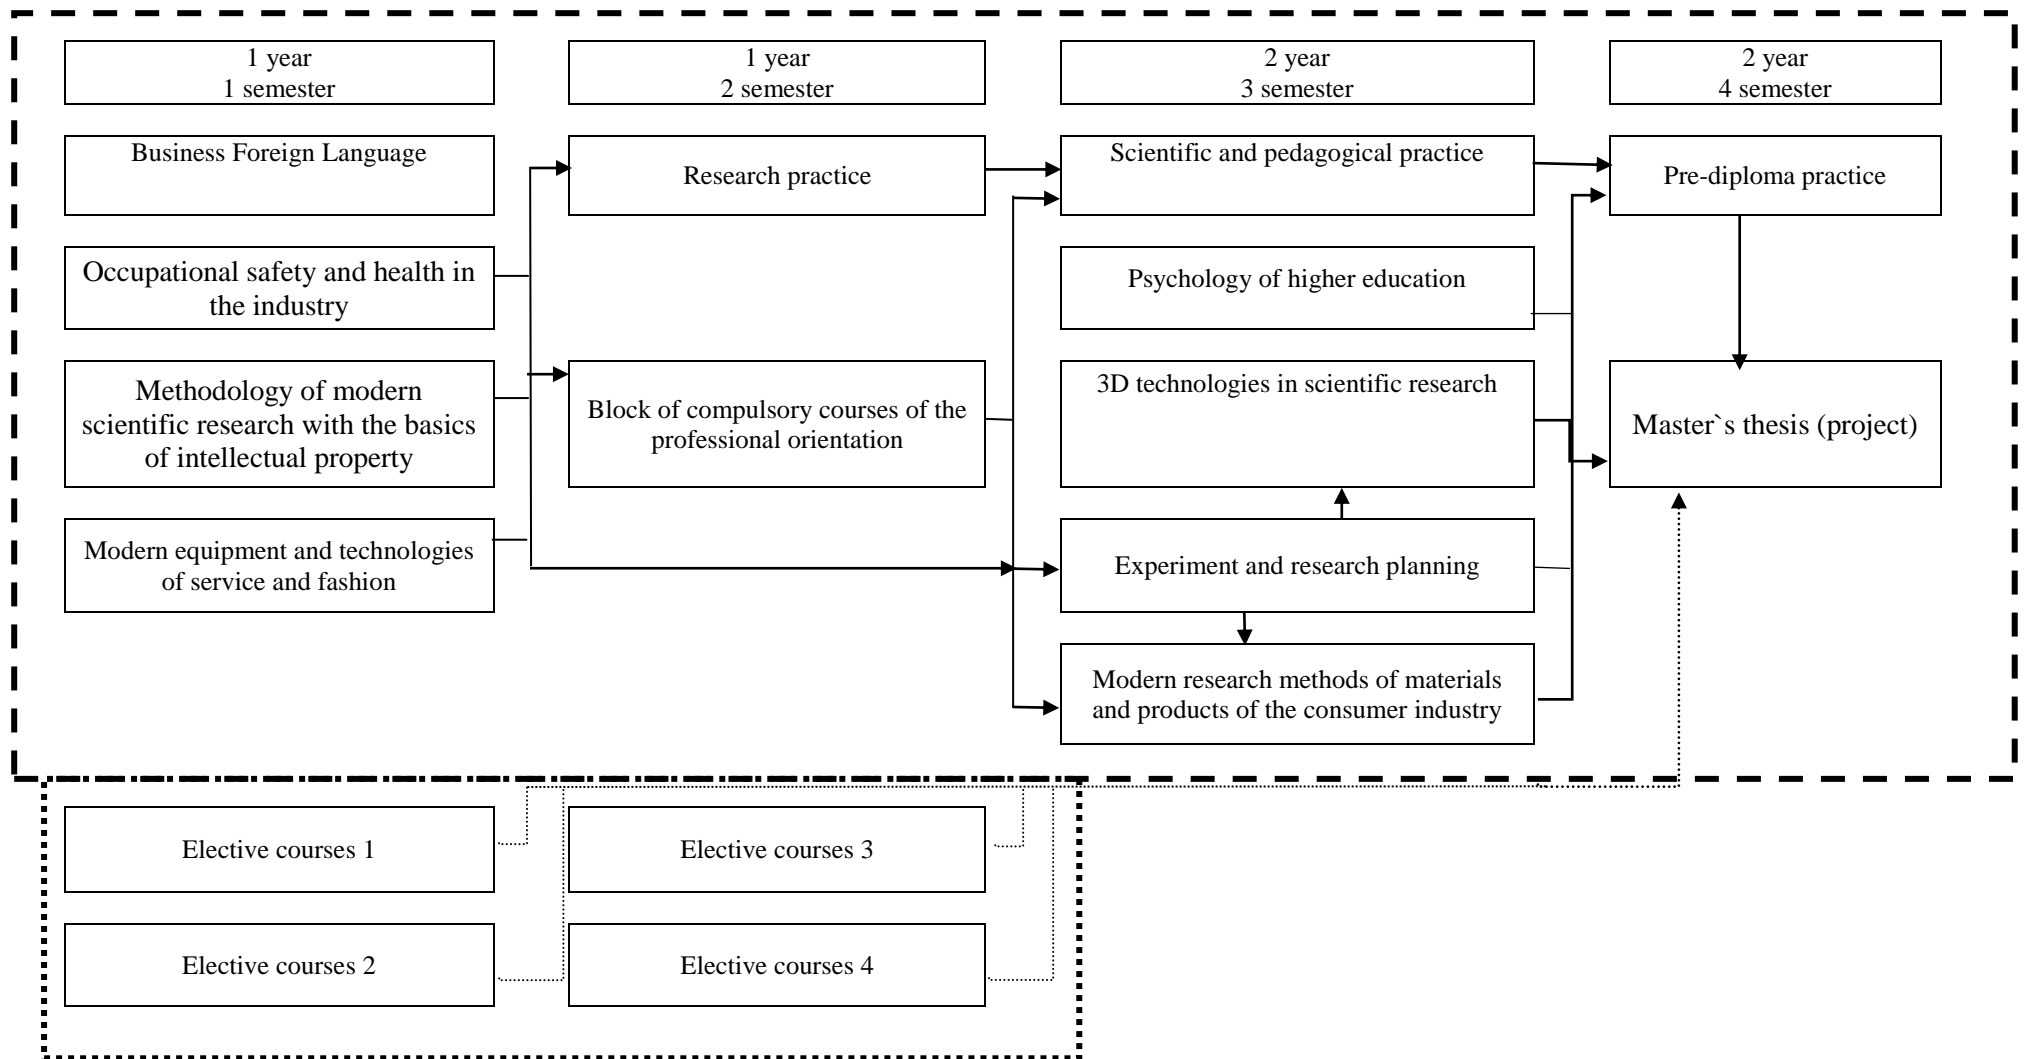 1 year
1 semester
1 year
2 semester
2 year
3 semester
2 year
4 semester
Business Foreign Language
Research practice
Scientific and pedagogical practice
Pre-diploma practice
Occupational safety and health in
the industry
Psychology of higher education
Methodology of modern
scientific research with the basics
of intellectual property
Block of compulsory courses of the
professional orientation
3D technologies in scientific research
Master`s thesis (project)
Modern equipment and technologies
of service and fashion
Experiment and research planning
Modern research methods of materials
and products of the consumer industry
Elective courses 1
Elective courses 3
Elective courses 2
Elective courses 4